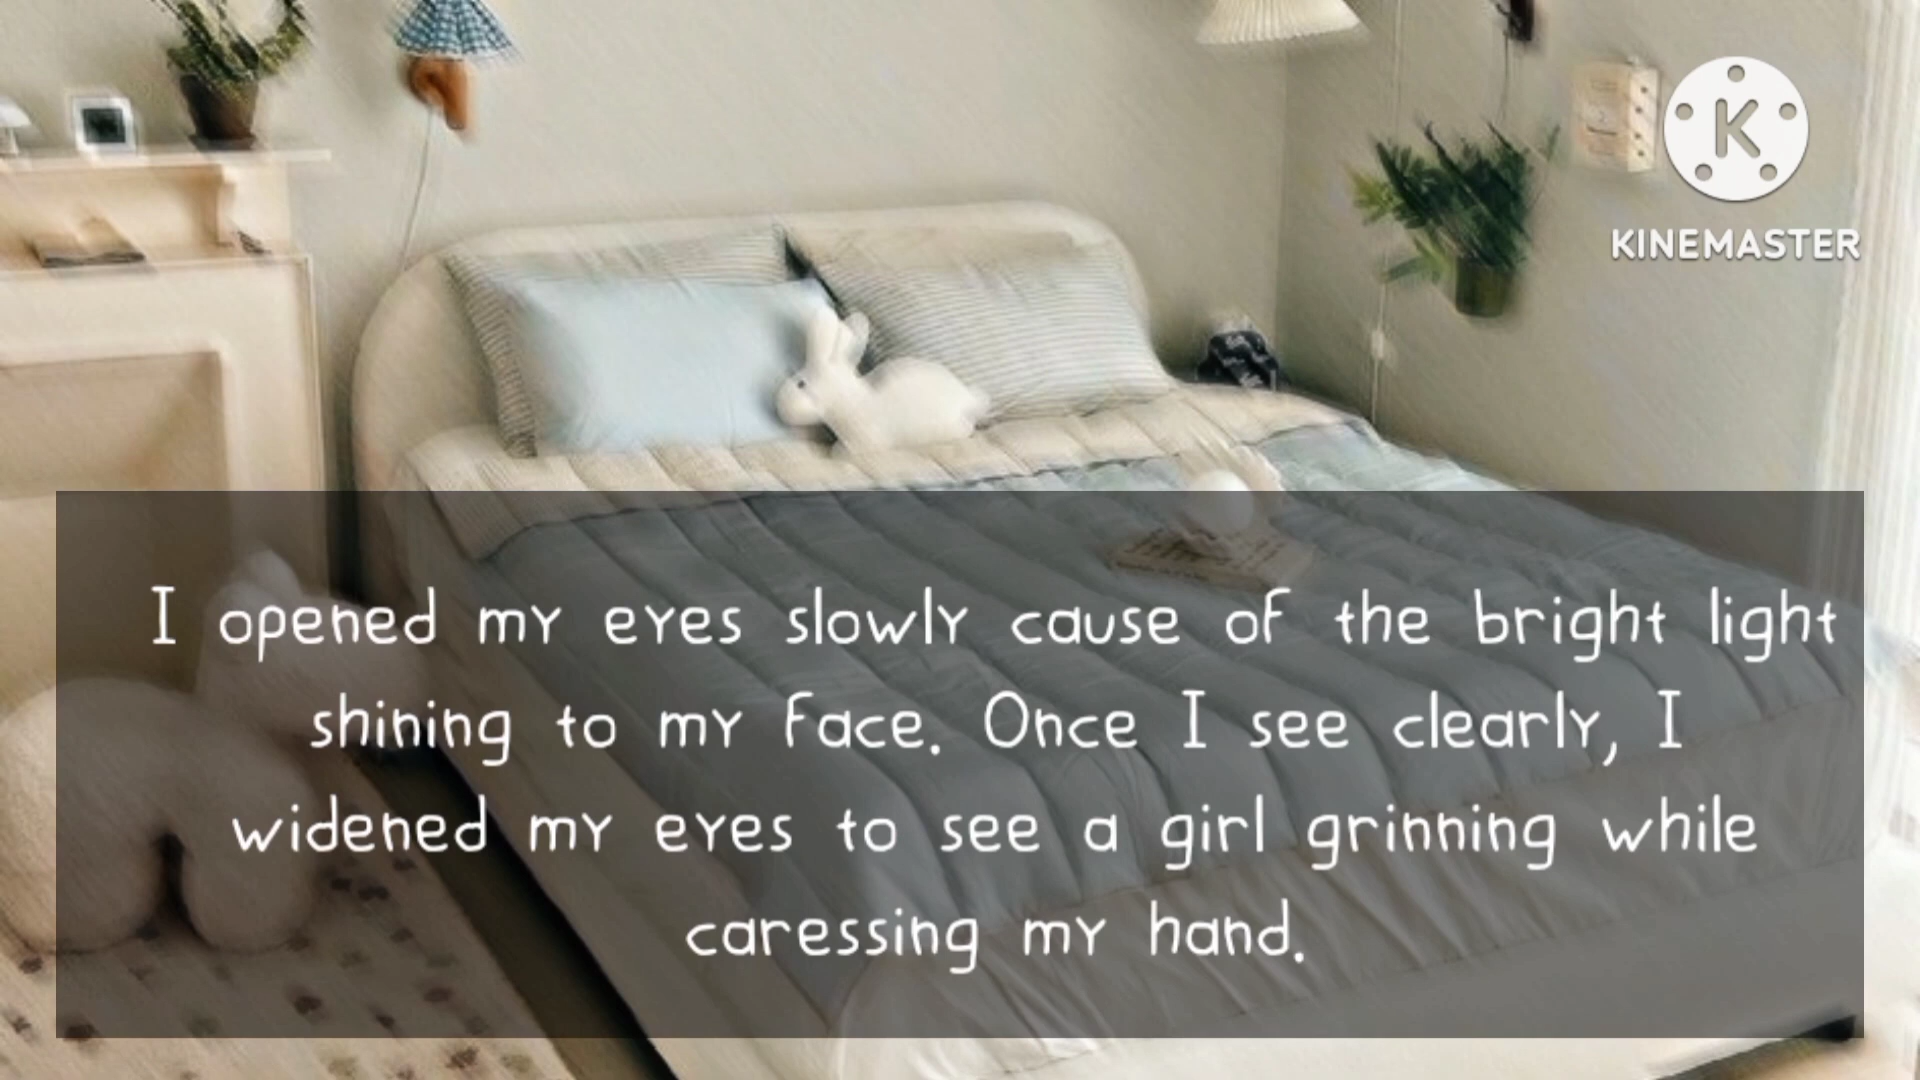 K
KINEMASTER
I opened my eyes slowly cause of the bright light
shining to my face. Once I see clearly, I
widened my eyes to see a girl grinning while
caressing my hand.